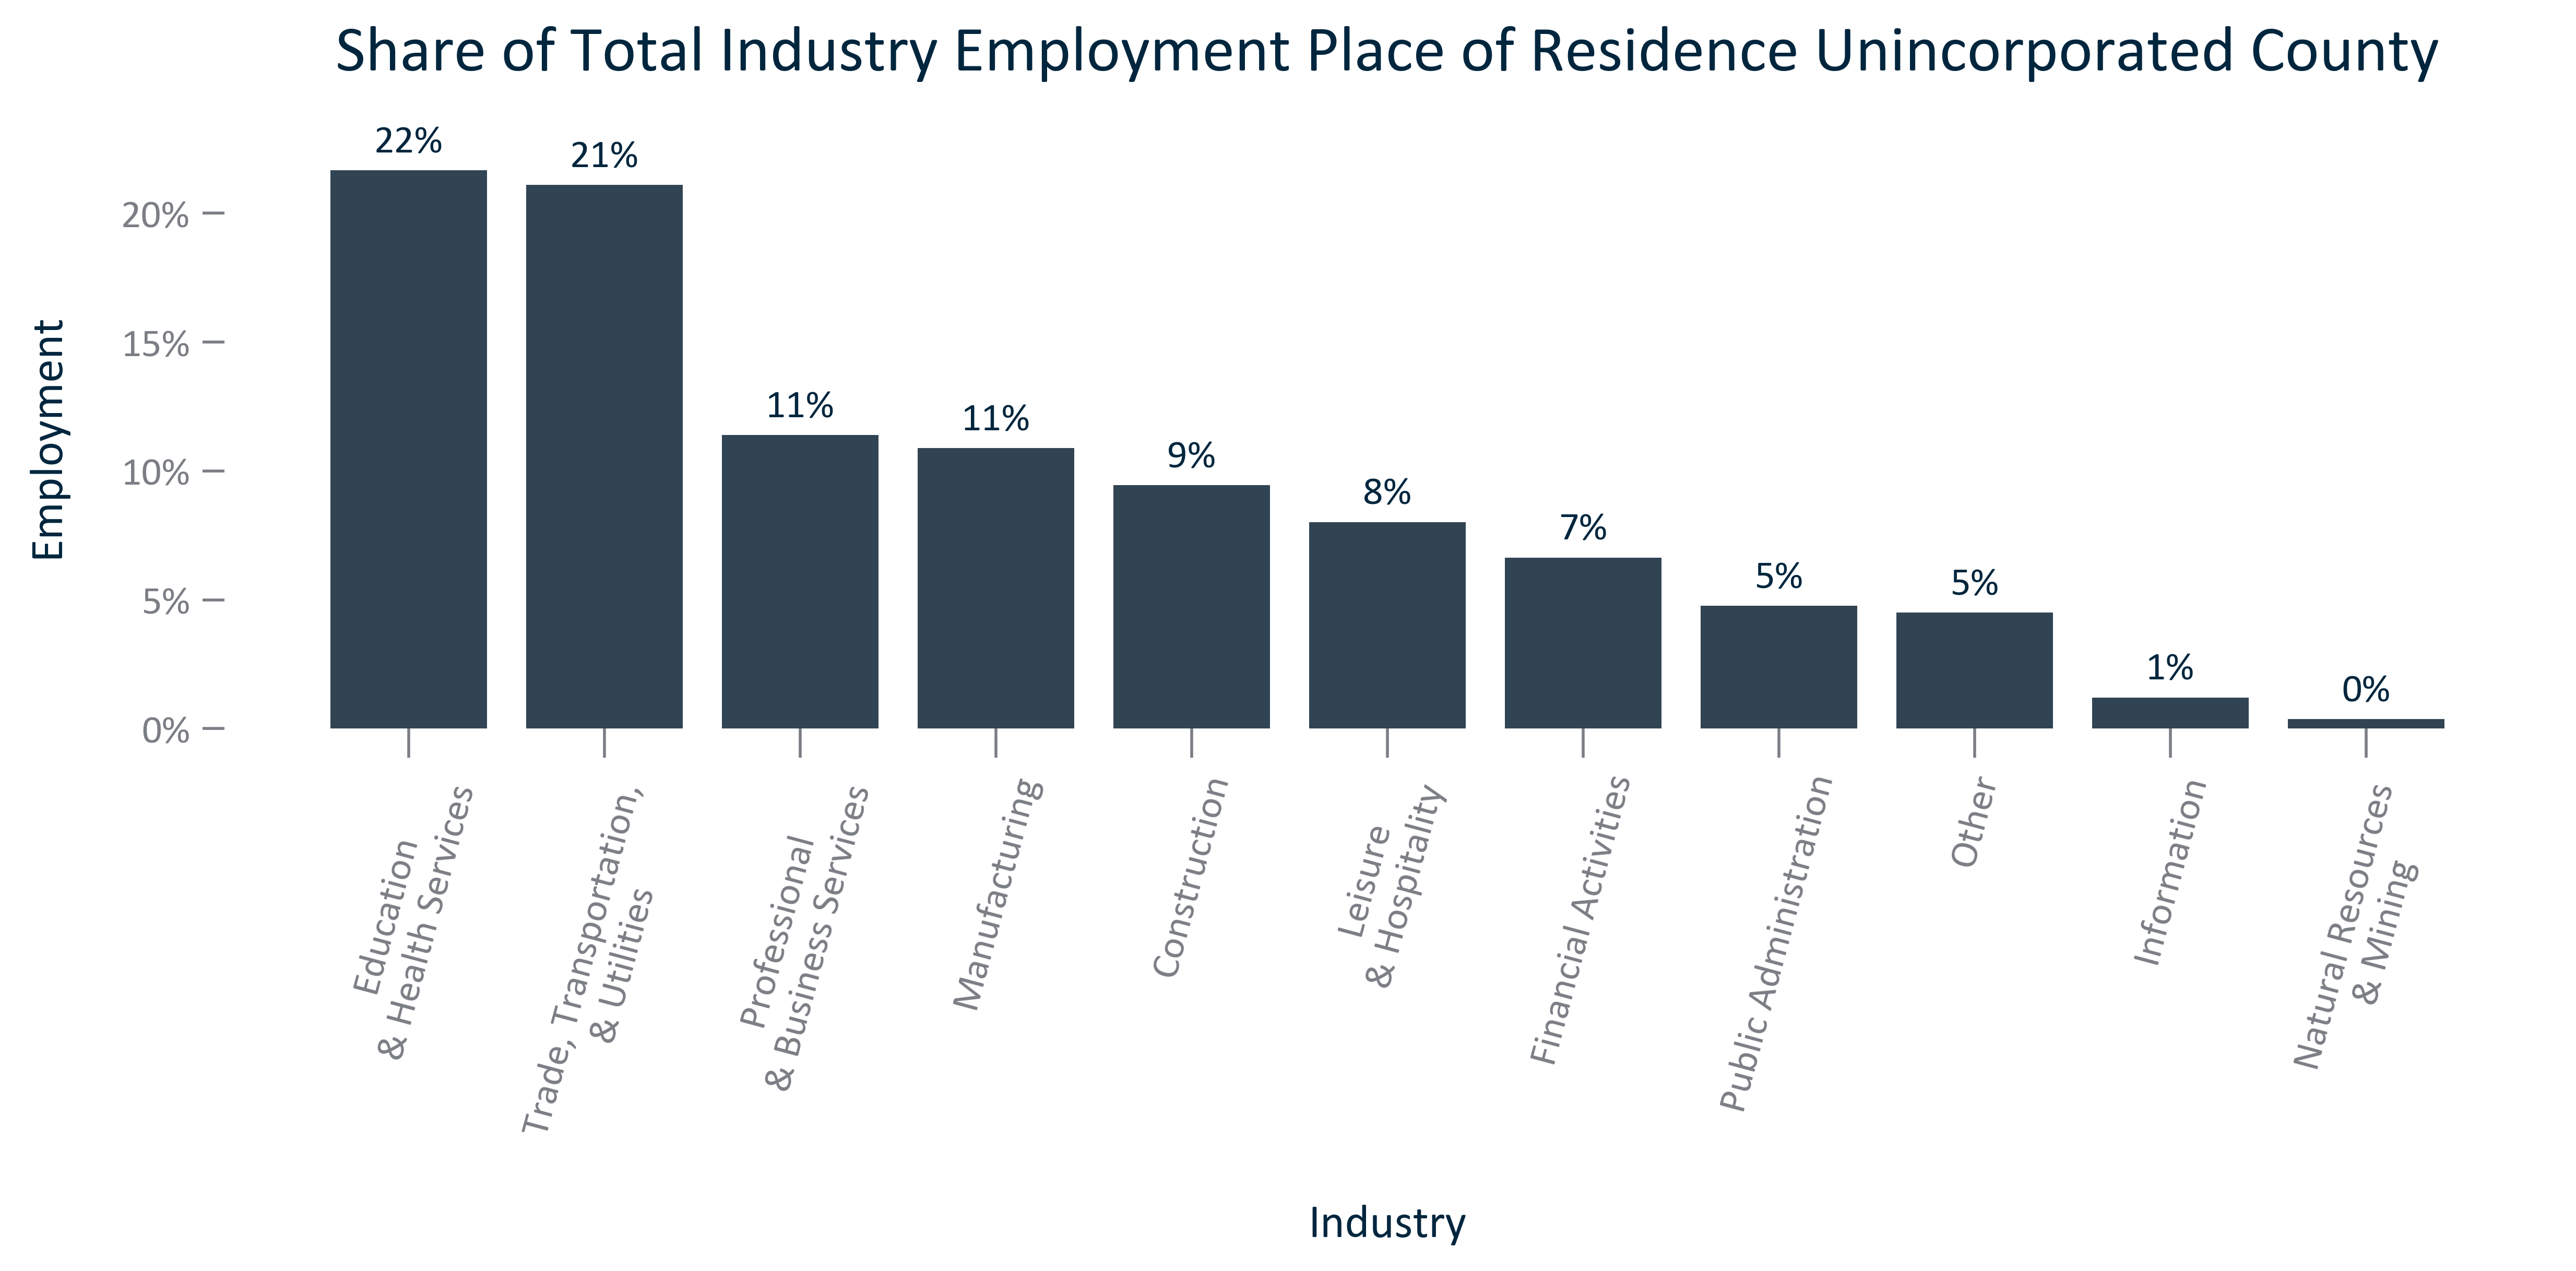 Share of Total Industry Employment Place of Residence Unincorporated County
Employment
20%
15%
10%
5%
0%
22%
21%
11%
11%
9%
8%
7%
5%
5%
1%
0%
Education
& Health Services
Trade, Transportation,
& Utilities
Professional
& Business Services
Manufacturing
Construction
Leisure
& Hospitality
Financial Activities
Public Administration
Other
Information
Natural Resources
& Mining
Industry